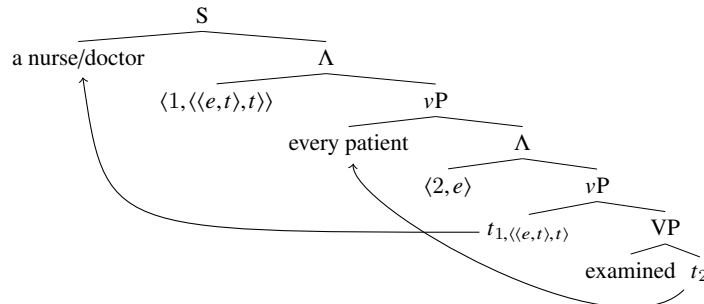 S
a nurse/doctor Λ
⟨1,⟨⟨e,t⟩,t⟩⟩ vP
every patient Λ
⟨2,e⟩ vP
t₁,⟨⟨e,t⟩,t⟩ VP
examined t₂